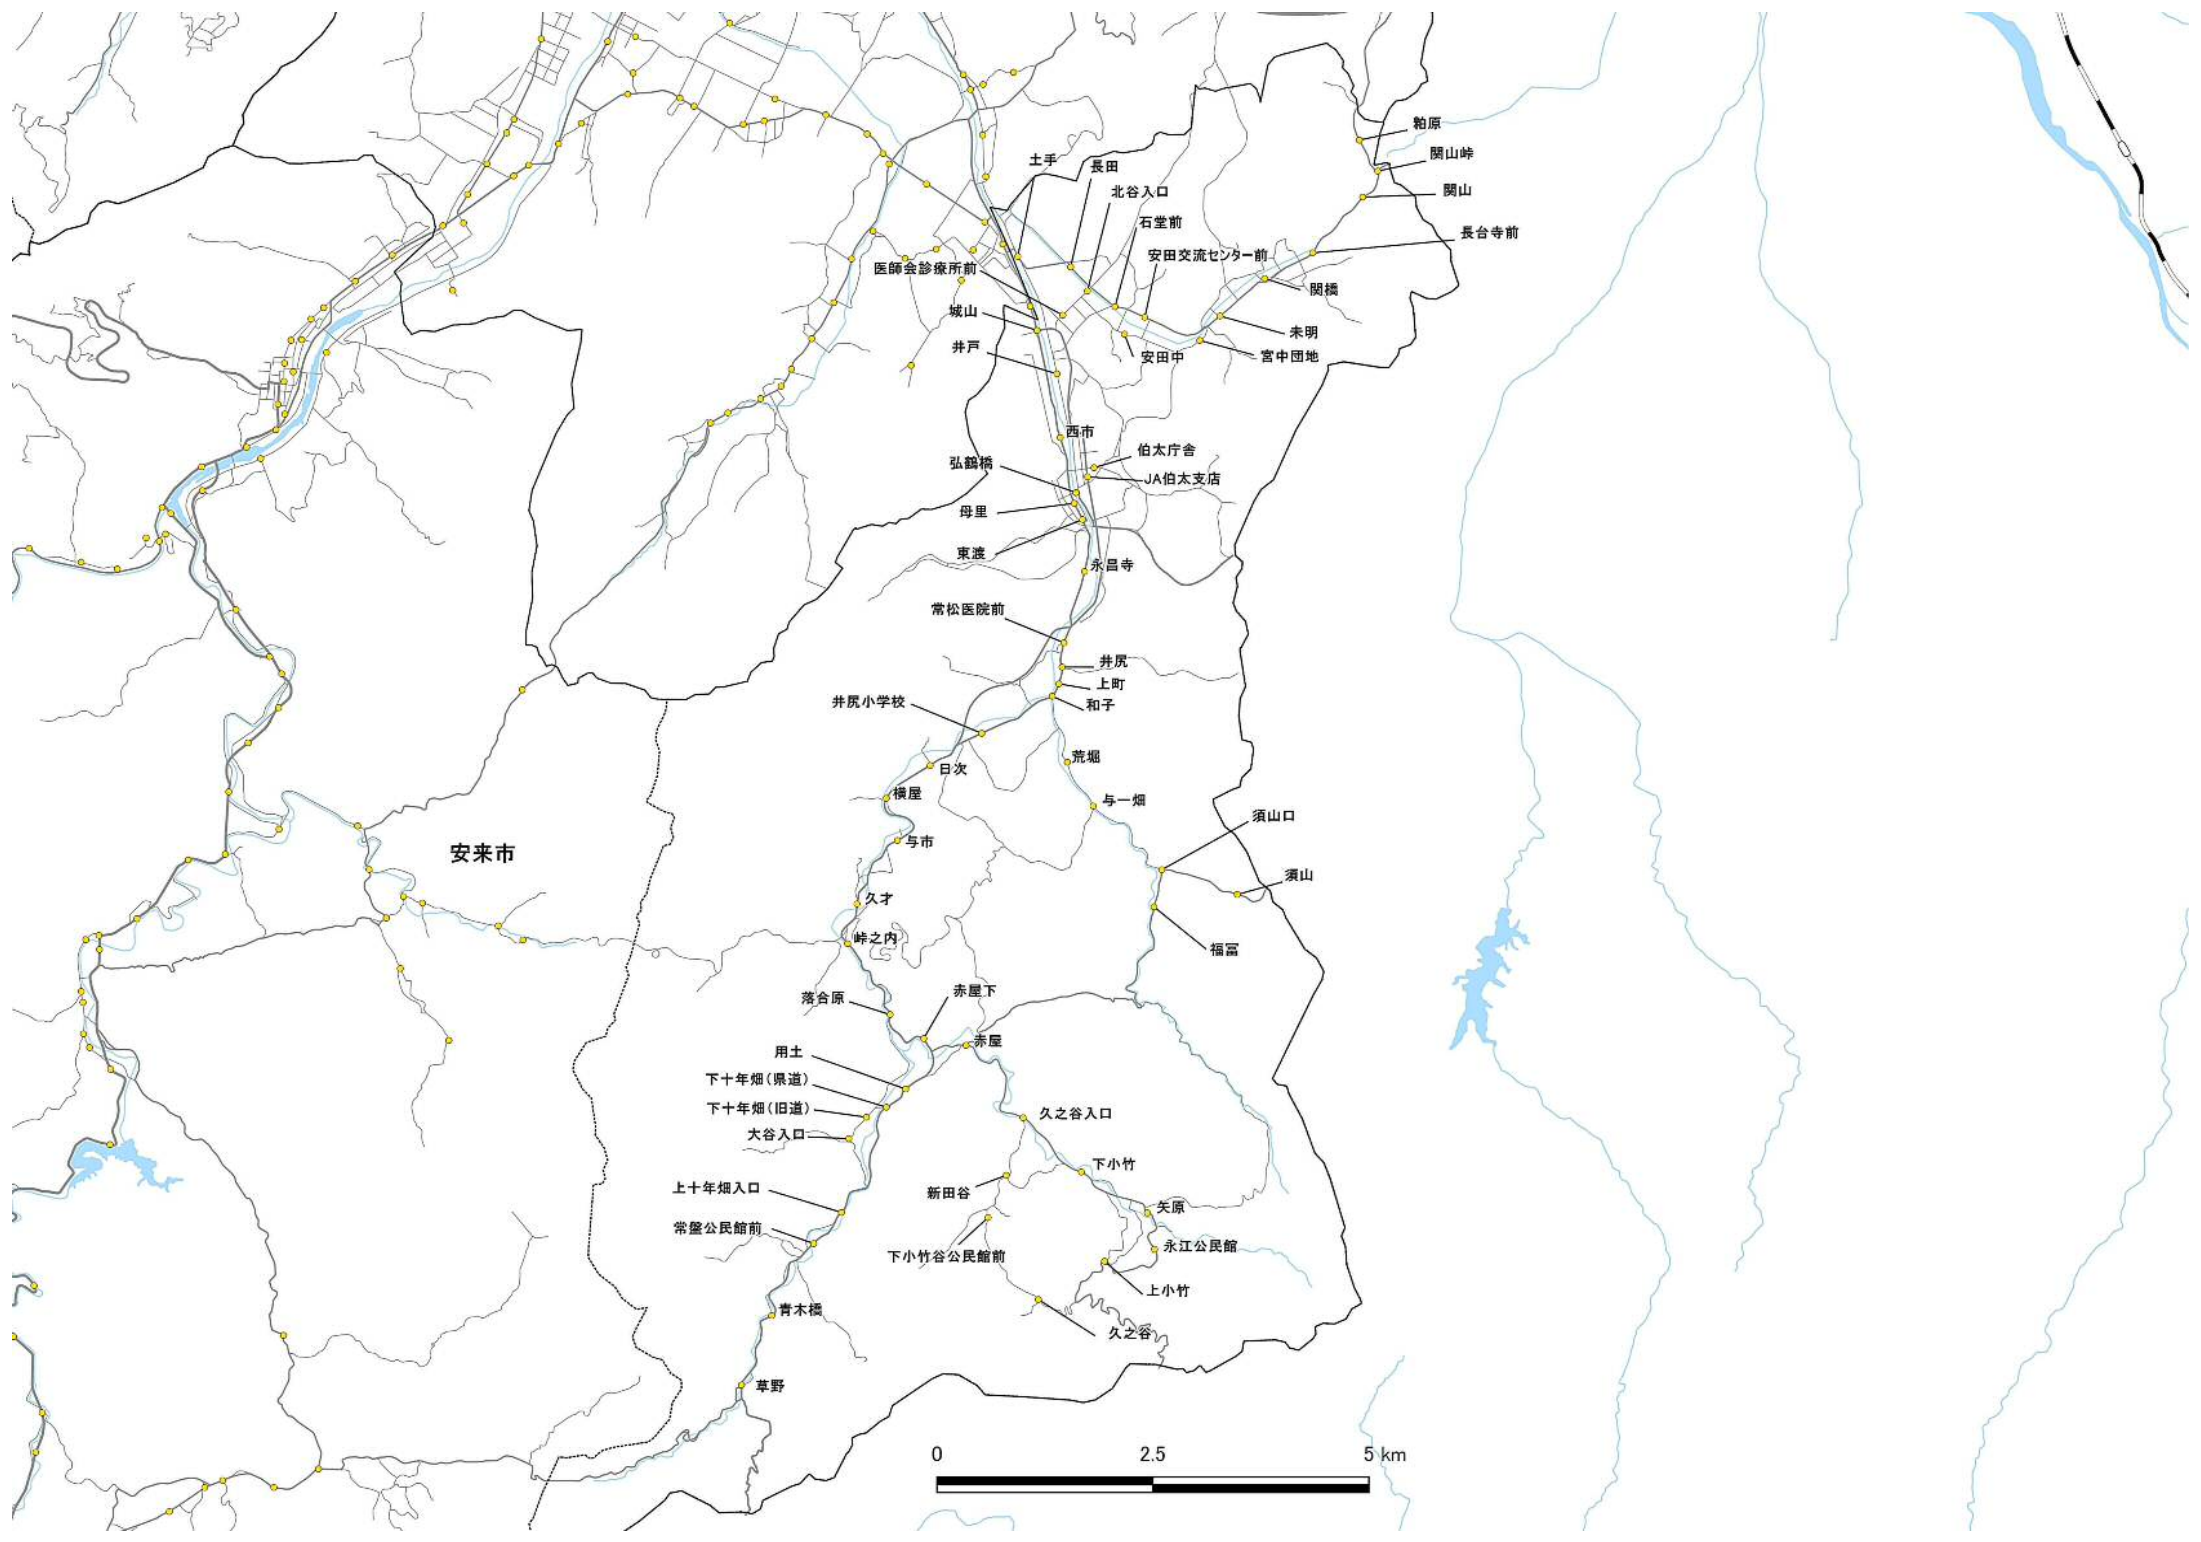 粕原
関山峠
土手
長田
関山
北谷入口
石堂前
長台寺前
安田交流センター前
医師会診療所前
関橋
城山
未明
井戸
安田中
宮中団地
西市
伯太庁舎
弘鶴橋
JA伯太支店
母里
東渡
永昌寺
常松医院前
井尻
上町
井尻小学校
和子
荒堀
日次
横屋
与一畑
須山口
与市
安来市
須山
久才
峠之内
福冨
落合原
赤屋下
赤屋
用土
下十年畑(県道)
下十年畑(旧道)
久之谷入口
大谷入口
下小竹
上十年畑入口
新田谷
矢原
常盤公民館前
永江公民館
下小竹谷公民館前
上小竹
青木橋
久之谷
草野
0 2.5 5 km